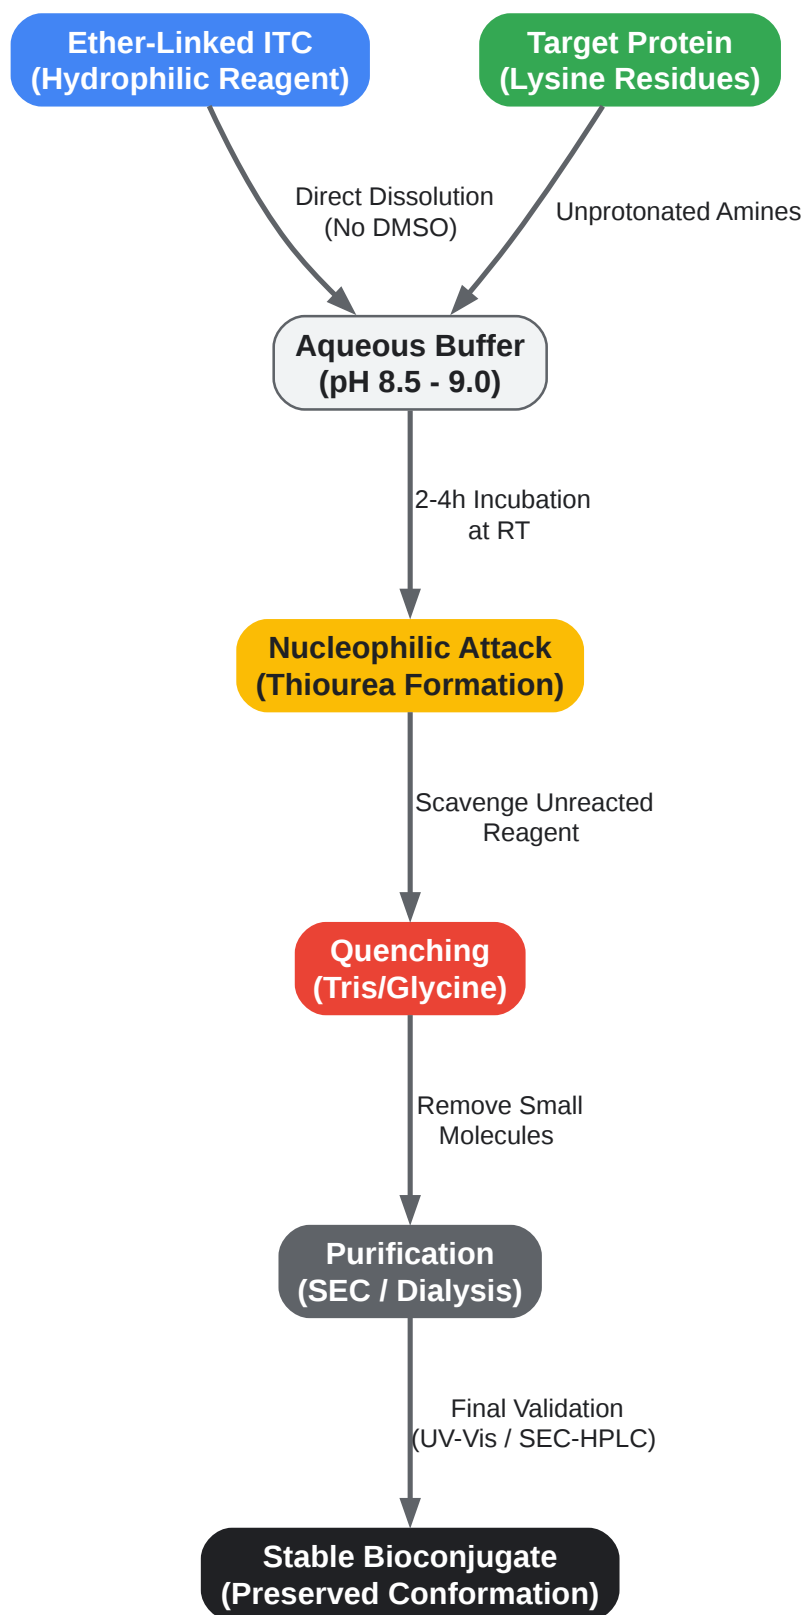 Ether-Linked ITC
(Hydrophilic Reagent)
Target Protein
(Lysine Residues)
Direct Dissolution
(No DMSO)
Unprotonated Amines
Aqueous Buffer
(pH 8.5 - 9.0)
2-4h Incubation
at RT
Nucleophilic Attack
(Thiourea Formation)
Scavenge Unreacted
Reagent
Quenching
(Tris/Glycine)
Remove Small
Molecules
Purification
(SEC / Dialysis)
Final Validation
(UV-Vis / SEC-HPLC)
Stable Bioconjugate
(Preserved Conformation)